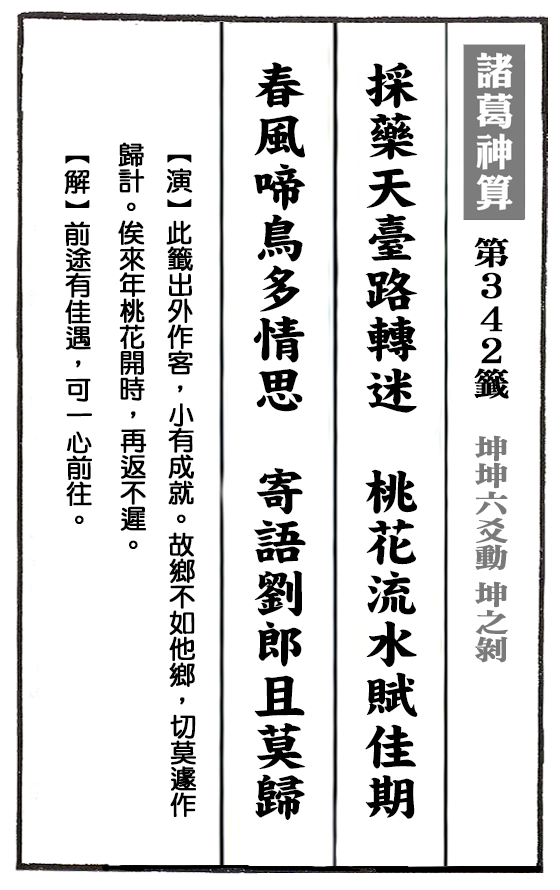 諸葛神算 第342籤 坤坤六爻動 坤之剝
採藥天臺路轉迷 桃花流水賦佳期
春風啼鳥多情思 寄語劉郎且莫歸
【演】此籤出外作客，小有成就。故鄉不如他鄉，切莫遽作
歸計。俟來年桃花開時，再返不遲。
【解】前途有佳遇，可一心前往。